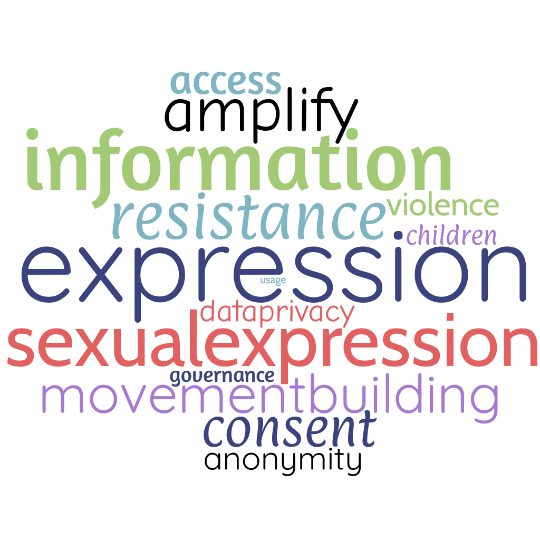 access
amplify
information
resistance
violence
children
expression
usage
dataprivacy
sexualexpression
governance
movementbuilding
consent
anonymity